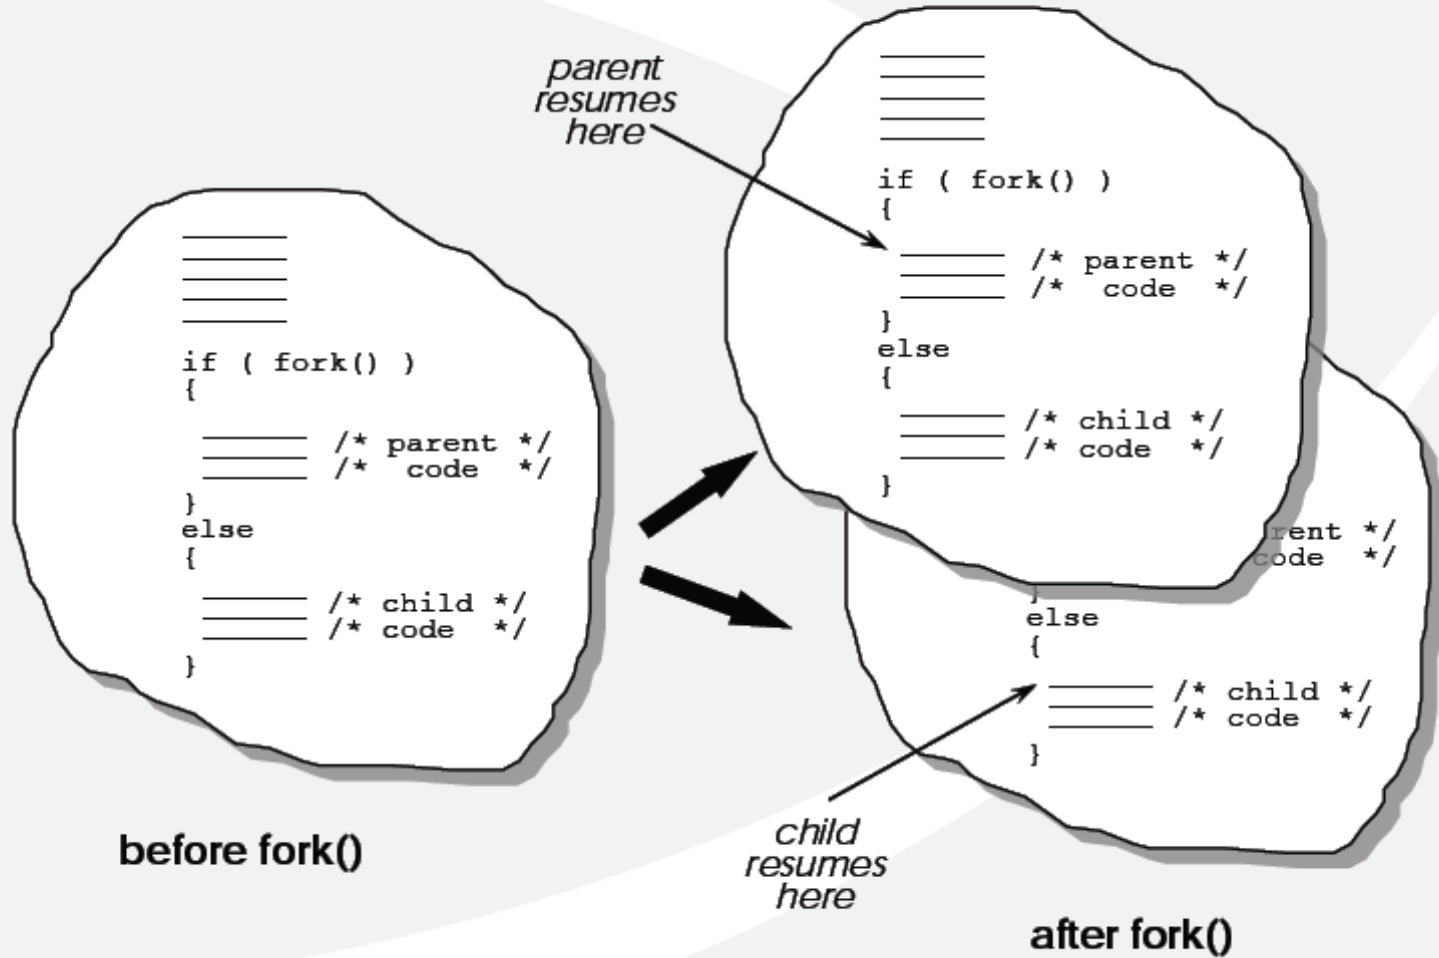 if ( fork() )
{
/* parent */
/* code */
}
else
{
/* child */
/* code */
}
before fork()
parent
resumes
here
if ( fork() )
{
/* parent */
/* code */
}
else
{
/* child */
/* code */
}
*/
code */
}
else
{
/* child */
/* code */
}
child
resumes
here
after fork()